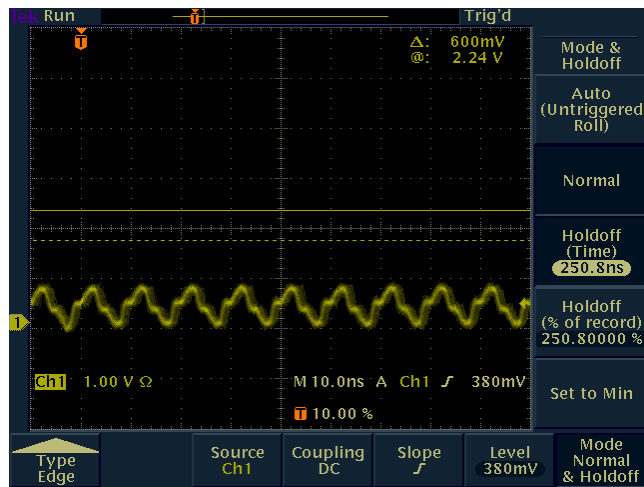 Tek Run Trig'd
T
T
Δ: 600mV
@: 2.24 V
Mode &
Holdoff
Auto
(Untriggered
Roll)
Normal
Holdoff
(Time)
250.8ns
Holdoff
(% of record)
250.80000 %
Set to Min
1
Ch1 1.00 V Ω M 10.0ns A Ch1 380mV
T 10.00 %
Type
Edge
Source
Ch1
Coupling
DC
Slope
Level
380mV
Mode
Normal
& Holdoff